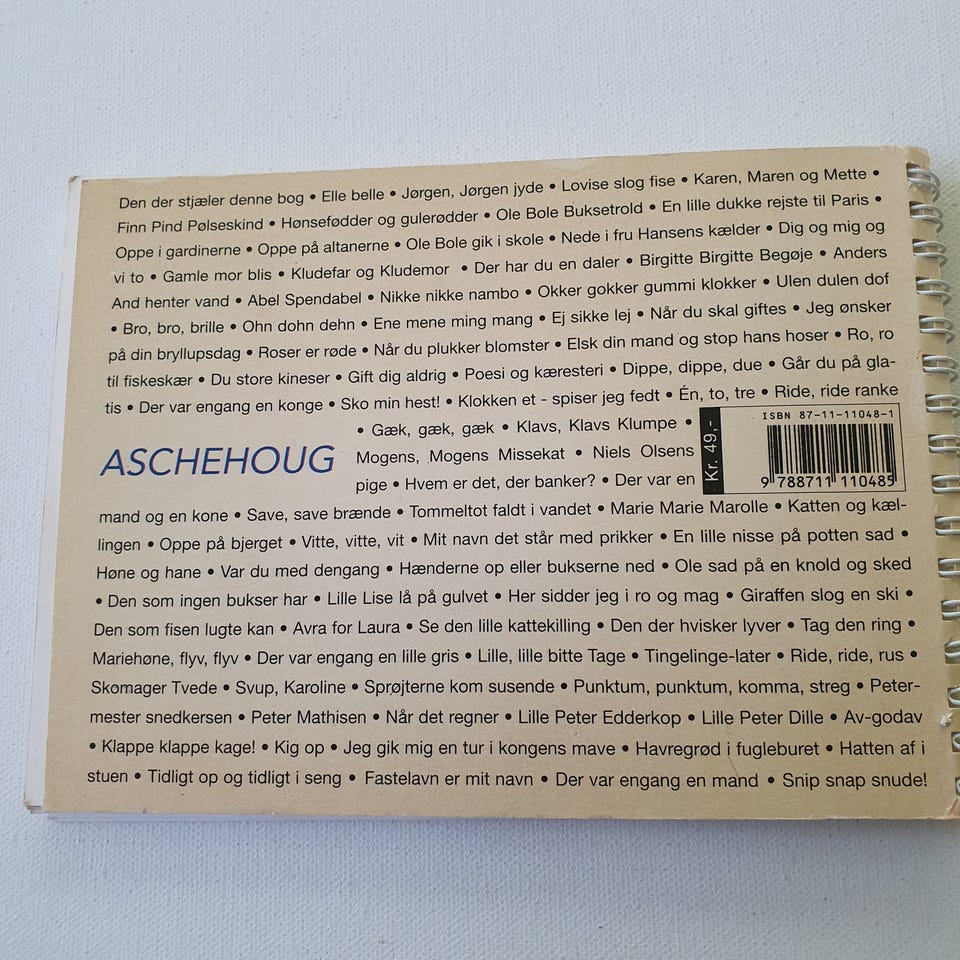 Den der stjæler denne bog • Elle belle • Jørgen, Jørgen jyde • Lovise slog fise • Karen, Maren og Mette •
Finn Pind Pølseskind • Hønsefødder og gulerødder • Ole Bole Buksetrold • En lille dukke rejste til Paris •
Oppe i gardinerne • Oppe på altanerne • Ole Bole gik i skole • Nede i fru Hansens kælder • Dig og mig og
vi to • Gamle mor blis • Kludefar og Kludemor • Der har du en daler • Birgitte Birgitte Begøje • Anders
And henter vand • Abel Spendabel • Nikke nikke nambo • Okker gokker gummi klokker • Ulen dulen dof
• Bro, bro, brille • Ohn dohn dehn • Ene mene ming mang • Ej sikke lej • Når du skal giftes • Jeg ønsker
på din bryllupsdag • Roser er røde • Når du plukker blomster • Elsk din mand og stop hans hoser • Ro, ro
til fiskeskær • Du store kineser • Gift dig aldrig • Poesi og kæresteri • Dippe, dippe, due • Går du på gla-
tis • Der var engang en konge • Sko min hest! • Klokken et - spiser jeg fedt • Én, to, tre • Ride, ride ranke
• Gæk, gæk, gæk • Klavs, Klavs Klumpe •
Mogens, Mogens Missekat • Niels Olsens
pige • Hvem er det, der banker? • Der var en
ASCHEHOUG
Kr. 49,-
ISBN 87-11-11048-1
9 788711 110485
mand og en kone • Save, save brænde • Tommeltot faldt i vandet • Marie Marie Marolle • Katten og kæl-
lingen • Oppe på bjerget • Vitte, vitte, vit • Mit navn det står med prikker • En lille nisse på potten sad •
Høne og hane • Var du med dengang • Hænderne op eller bukserne ned • Ole sad på en knold og sked
• Den som ingen bukser har • Lille Lise lå på gulvet • Her sidder jeg i ro og mag • Giraffen slog en ski •
Den som fisen lugte kan • Avra for Laura • Se den lille kattekilling • Den der hvisker lyver • Tag den ring •
Mariehøne, flyv, flyv • Der var engang en lille gris • Lille, lille bitte Tage • Tingelinge-later • Ride, ride, rus •
Skomager Tvede • Svup, Karoline • Sprøjterne kom susende • Punktum, punktum, komma, streg • Peter-
mester snedkersen • Peter Mathisen • Når det regner • Lille Peter Edderkop • Lille Peter Dille • Av-godav
• Klappe klappe kage! • Kig op • Jeg gik mig en tur i kongens mave • Havregrød i fugleburet • Hatten af i
stuen • Tidligt op og tidligt i seng • Fastelavn er mit navn • Der var engang en mand • Snip snap snude!